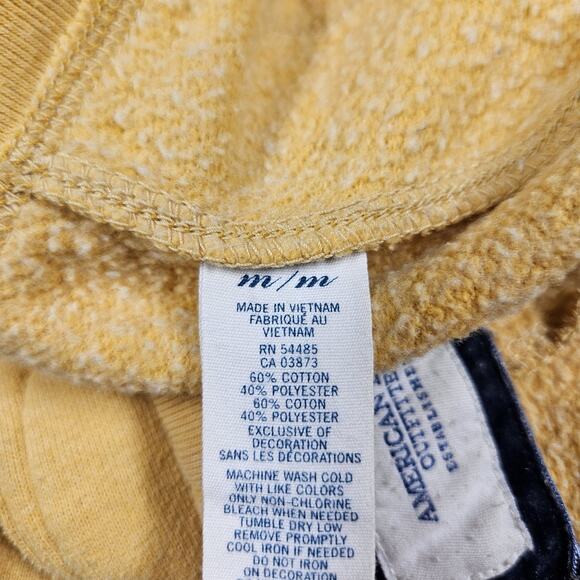 m/m
MADE IN VIETNAM
FABRIQUÉ AU
VIETNAM
RN 54485
CA 03873
60% COTTON
40% POLYESTER
60% COTON
40% POLYESTER
EXCLUSIVE OF
DECORATION
SANS LES DÉCORATIONS
MACHINE WASH COLD
WITH LIKE COLORS
ONLY NON-CHLORINE
BLEACH WHEN NEEDED
TUMBLE DRY LOW
REMOVE PROMPTLY
COOL IRON IF NEEDED
DO NOT IRON
ON DECORATION
AMERICAN
OUTFITTE
ESTABLISHE